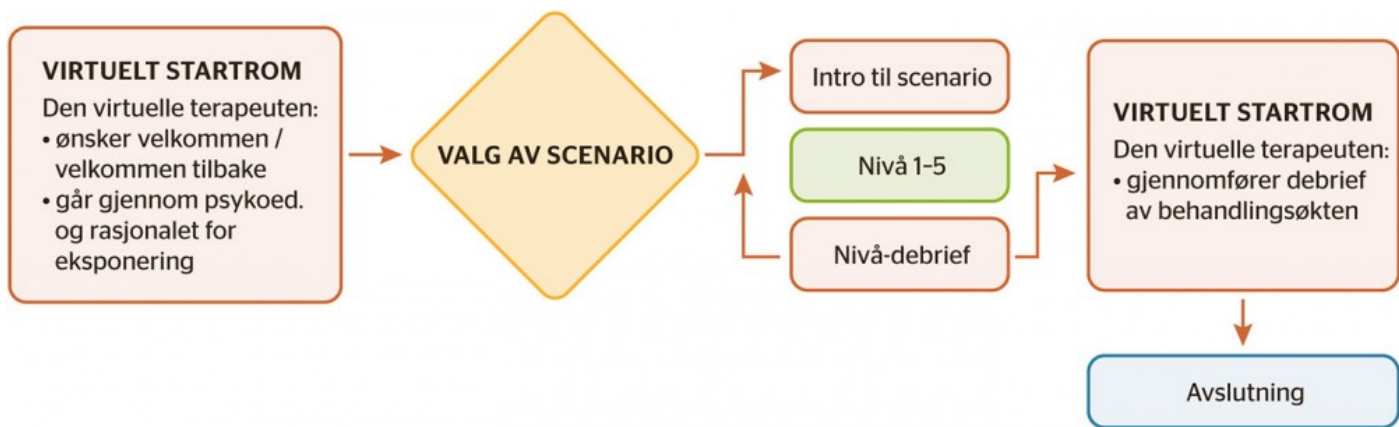 VIRTUELT STARTROM
Den virtuelle terapeuten:
• ønsker velkommen /
velkommen tilbake
• går gjennom psykoed.
og rasjonalet for
eksponering
VALG AV SCENARIO
Intro til scenario
Nivå 1–5
Nivå-debrief
VIRTUELT STARTROM
Den virtuelle terapeuten:
• gjennomfører debrief
av behandlingsøkten
Avslutning